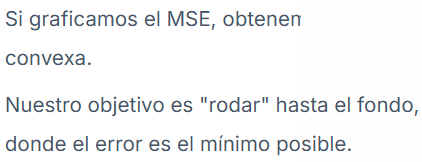 Si graficamos el MSE,
convexa.
Nuestro objetivo es "rodar" hasta el fondo,
donde el error es el mínimo posible.